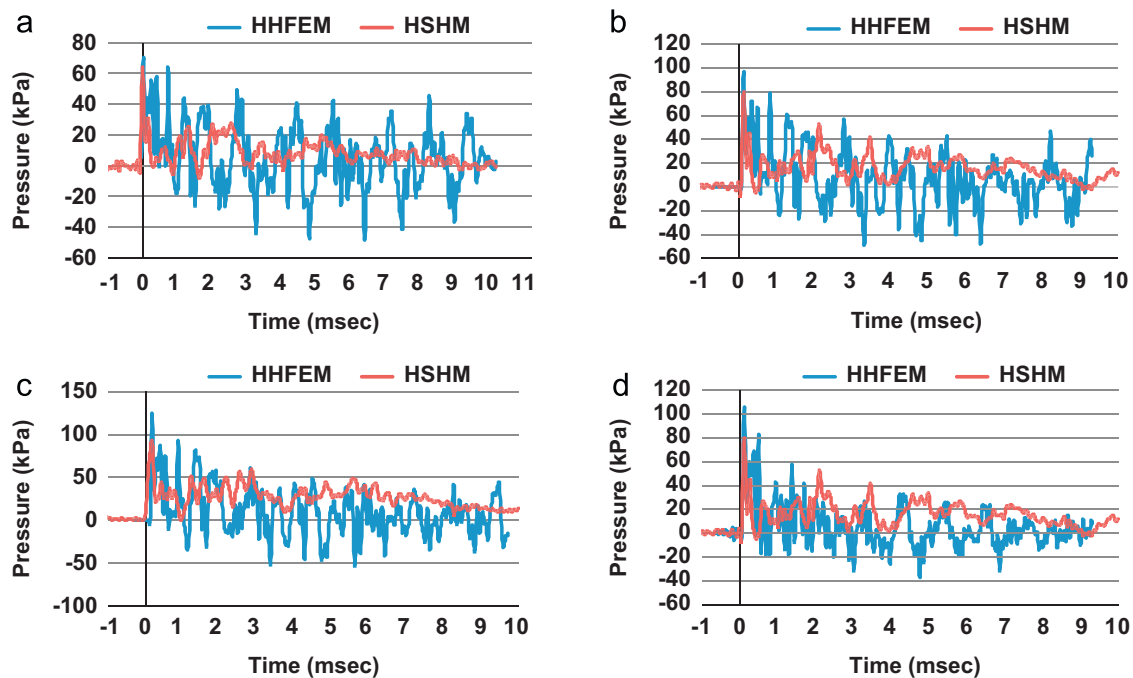 a
HHFEM HSHM
Pressure (kPa)
80
60
40
20
0
-20
-40
-60
-1 0 1 2 3 4 5 6 7 8 9 10 11
Time (msec)
b
HHFEM HSHM
Pressure (kPa)
120
100
80
60
40
20
0
-20
-40
-60
-1 0 1 2 3 4 5 6 7 8 9 10
Time (msec)
c
HHFEM HSHM
Pressure (kPa)
150
100
50
0
-50
-100
-1 0 1 2 3 4 5 6 7 8 9 10
Time (msec)
d
HHFEM HSHM
Pressure (kPa)
120
100
80
60
40
20
0
-20
-40
-60
-1 0 1 2 3 4 5 6 7 8 9 10
Time (msec)